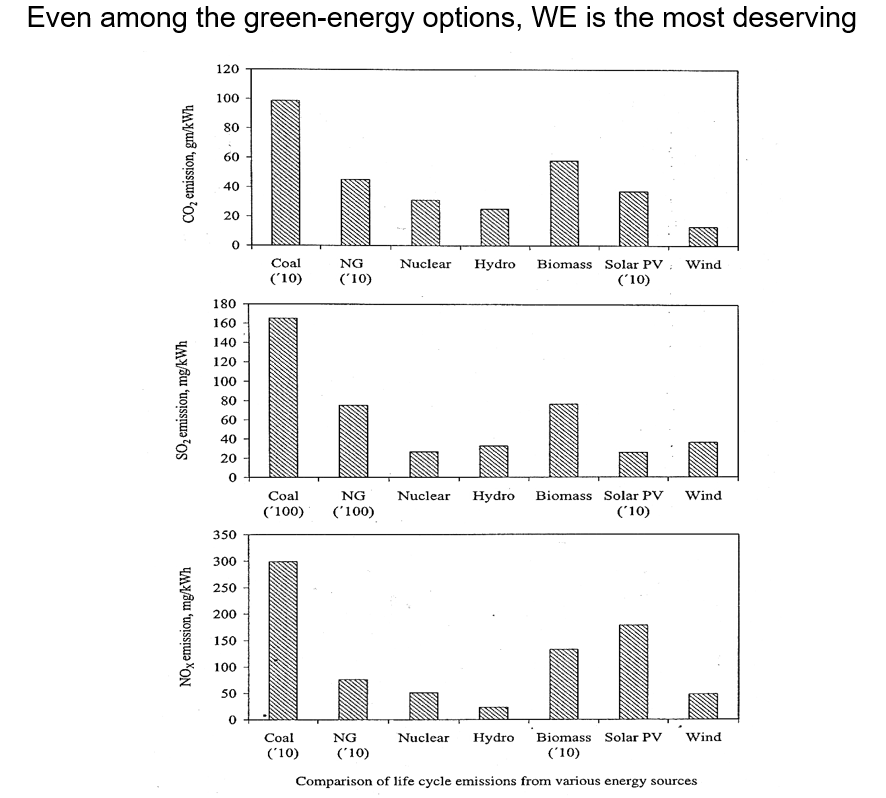 Even among the green-energy options, WE is the most deserving
120
100
80
60
40
20
0
CO2 emission, gm/kWh
Coal NG Nuclear Hydro Biomass Solar PV Wind
(´10) (´10) (´10)
180
160
140
120
100
80
60
40
20
0
SO2 emission, mg/kWh
Coal NG Nuclear Hydro Biomass Solar PV Wind
(´100) (´100) (´10)
350
300
250
200
150
100
50
0
NOX emission, mg/kWh
Coal NG Nuclear Hydro Biomass Solar PV Wind
(´10) (´10) (´10)
Comparison of life cycle emissions from various energy sources